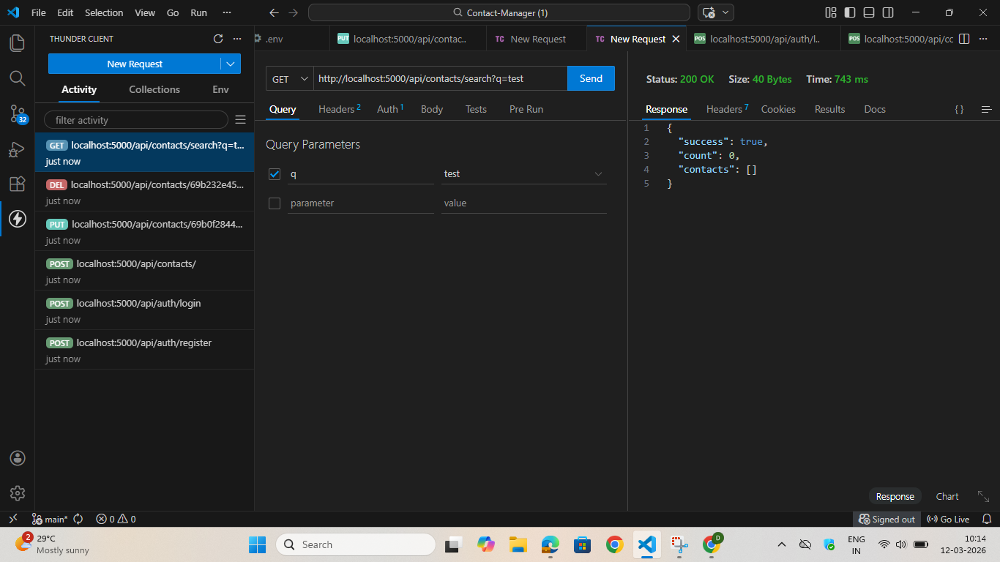 File Edit Selection View Go Run ···
Contact-Manager (1)
THUNDER CLIENT
New Request
Activity Collections Env
filter activity
GET localhost:5000/api/contacts/search?q=t...
just now
DEL localhost:5000/api/contacts/69b232e45...
just now
PUT localhost:5000/api/contacts/69b0f2844...
just now
POST localhost:5000/api/contacts/
just now
POST localhost:5000/api/auth/login
just now
POST localhost:5000/api/auth/register
just now
32
.env
PUT localhost:5000/api/contac..
TC New Request
TC New Request
POS localhost:5000/api/auth/l..
POS localhost:5000/api/cc
GET http://localhost:5000/api/contacts/search?q=test Send
Query Headers 2 Auth 1 Body Tests Pre Run
Query Parameters
q test
parameter value
Status: 200 OK Size: 40 Bytes Time: 743 ms
Response Headers 7 Cookies Results Docs { }
1 {
2 "success": true,
3 "count": 0,
4 "contacts": []
5 }
Response Chart
main* 0 0 Signed out Go Live
2 29°C
Mostly sunny
Search
D
ENG
IN
10:14
12-03-2026